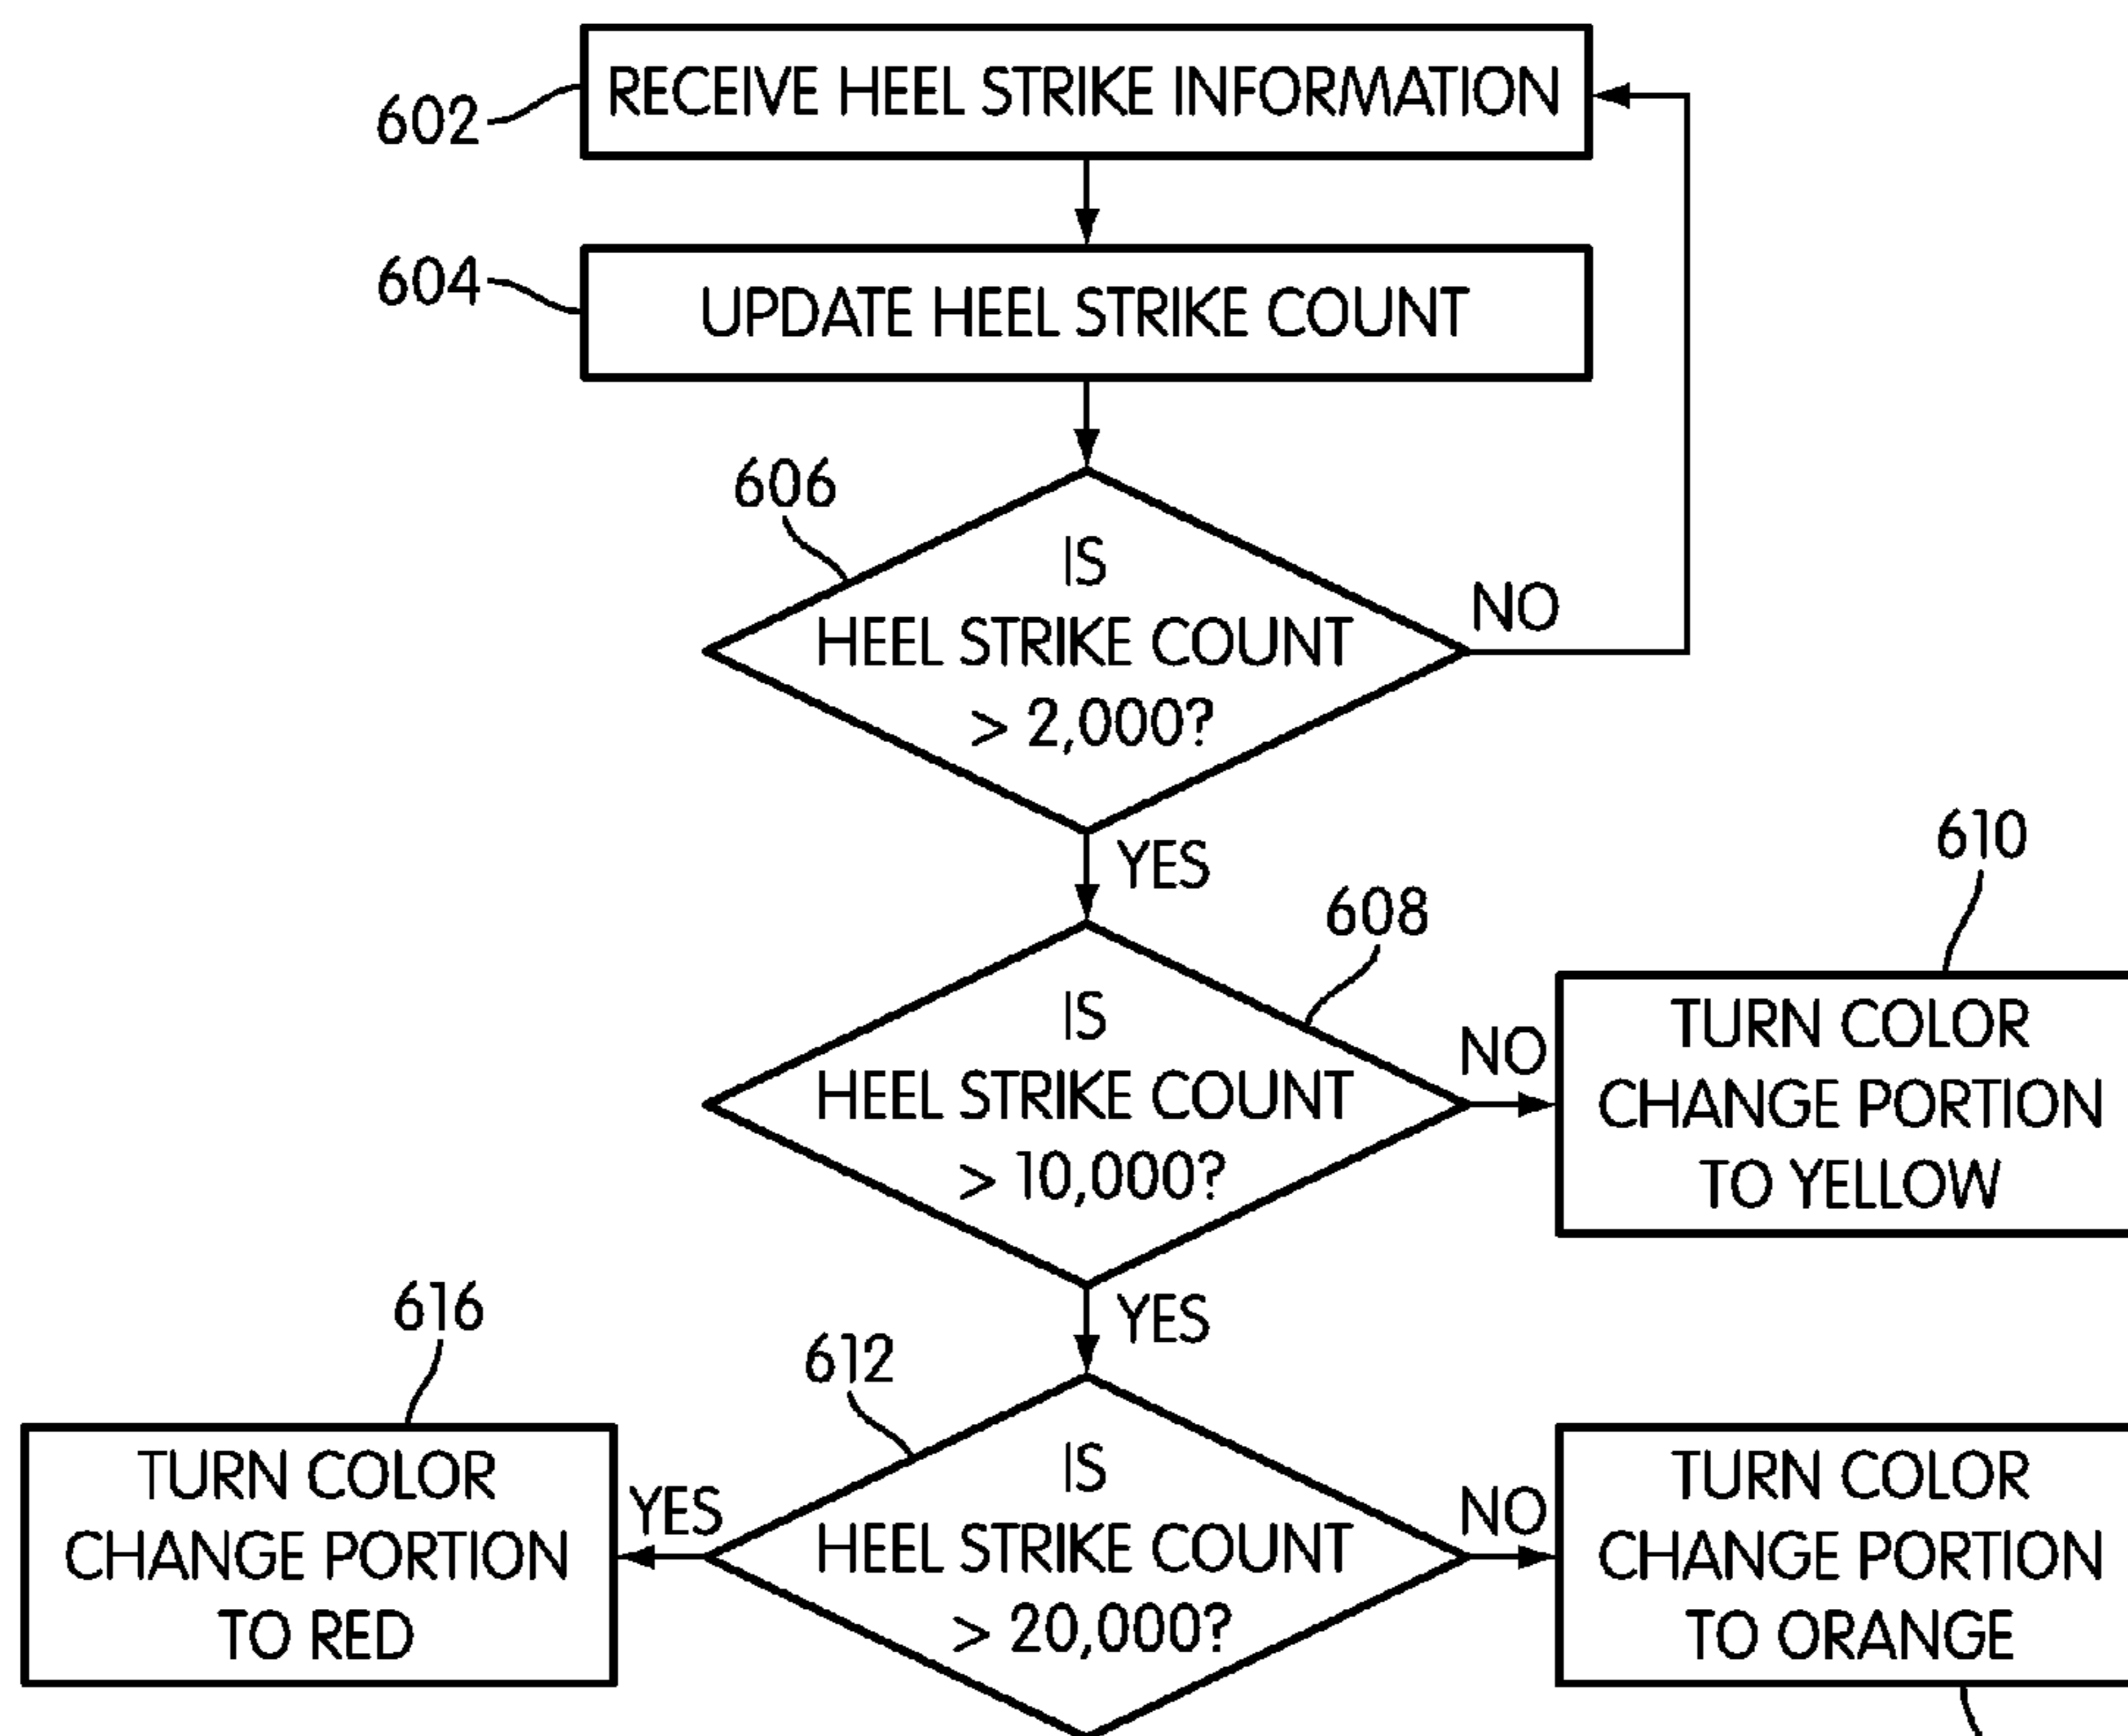 RECEIVE HEEL STRIKE INFORMATION
602
604
UPDATE HEEL STRIKE COUNT
606
IS
HEEL STRIKE COUNT
> 2,000?
NO
YES
610
608
IS
HEEL STRIKE COUNT
> 10,000?
NO
TURN COLOR
CHANGE PORTION
TO YELLOW
YES
616
612
TURN COLOR
CHANGE PORTION
TO RED
YES
IS
HEEL STRIKE COUNT
> 20,000?
NO
TURN COLOR
CHANGE PORTION
TO ORANGE